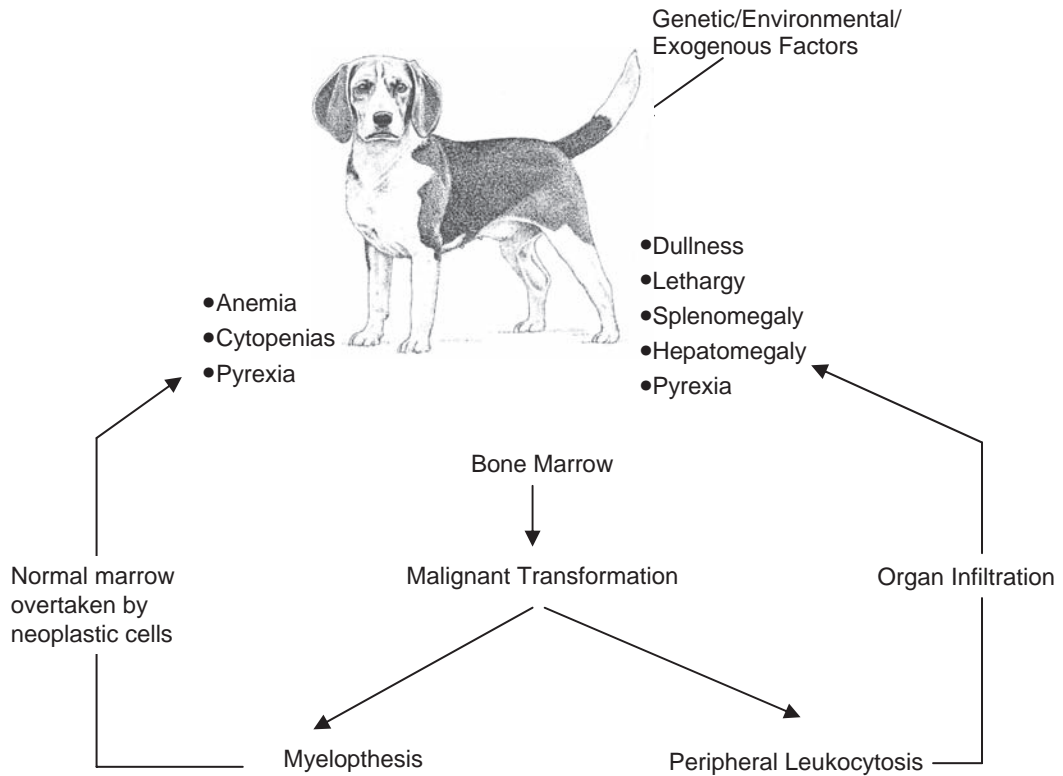 Genetic/Environmental/
Exogenous Factors
•Dullness
•Lethargy
•Splenomegaly
•Hepatomegaly
•Pyrexia
•Anemia
•Cytopenias
•Pyrexia
Bone Marrow
Malignant Transformation
Normal marrow
overtaken by
neoplastic cells
Organ Infiltration
Myelopthesis
Peripheral Leukocytosis